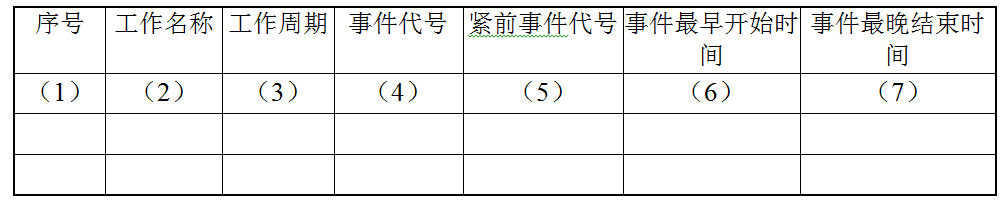 序号 工作名称 工作周期 事件代号 紧前事件代号 事件最早开始时间 事件最晚结束时间
（1） （2） （3） （4） （5） （6） （7）